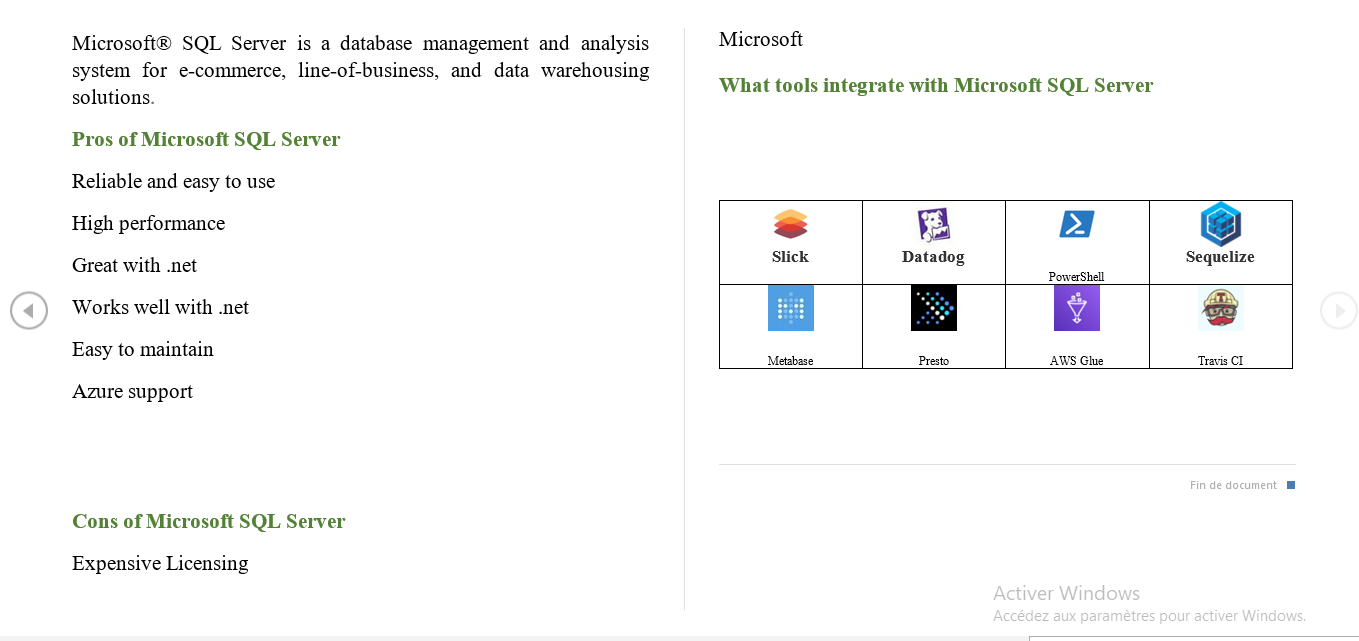 Microsoft® SQL Server is a database management and analysis
system for e-commerce, line-of-business, and data warehousing
solutions.
Pros of Microsoft SQL Server
Reliable and easy to use
High performance
Great with .net
Works well with .net
Easy to maintain
Azure support
Cons of Microsoft SQL Server
Expensive Licensing
Microsoft
What tools integrate with Microsoft SQL Server
Slick
Datadog
PowerShell
Sequelize
Metabase
Presto
AWS Glue
Travis CI
Fin de document
Activer Windows
Accédez aux paramètres pour activer Windows.